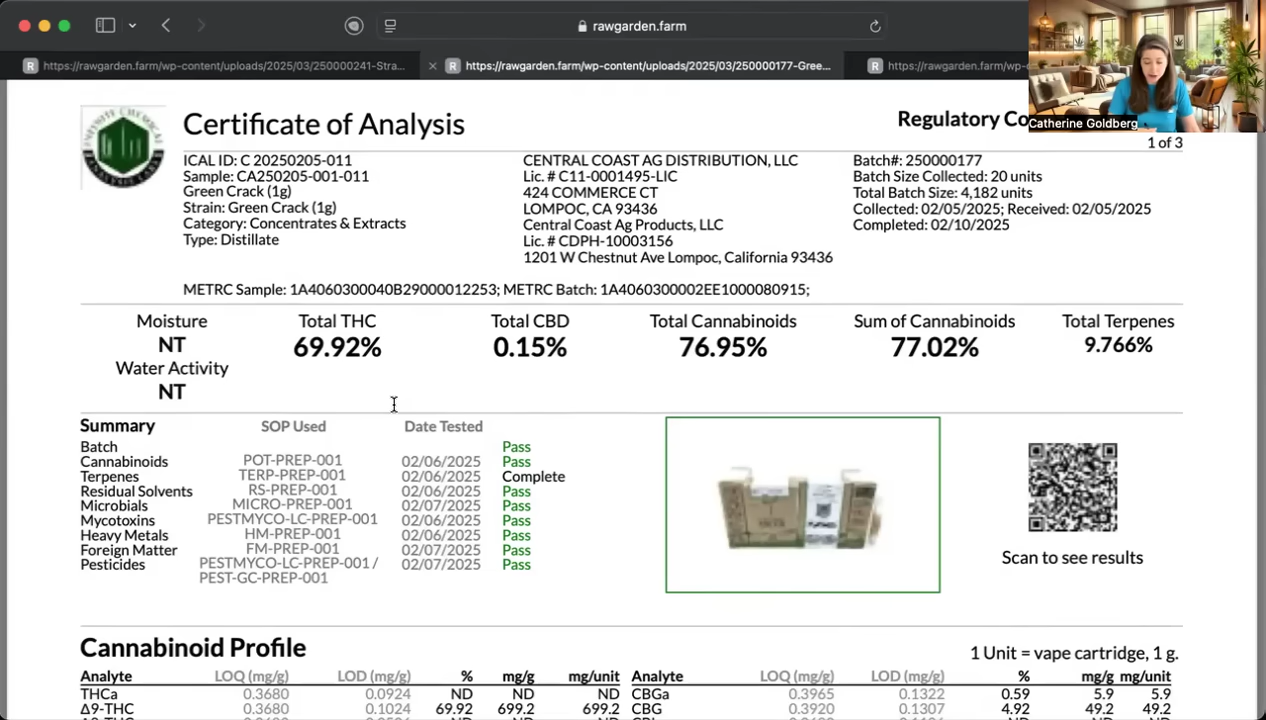 rawgarden.farm
R https://rawgarden.farm/wp-content/uploads/2025/03/250000241-Stra...
R https://rawgarden.farm/wp-content/uploads/2025/03/250000177-Gree...
R https://rawgarden.farm/wp-
Catherine Goldberg
Certificate of Analysis
Regulatory Co
1 of 3
ICAL ID: C 20250205-011
Sample: CA250205-001-011
Green Crack (1g)
Strain: Green Crack (1g)
Category: Concentrates & Extracts
Type: Distillate
CENTRAL COAST AG DISTRIBUTION, LLC
Lic. # C11-0001495-LIC
424 COMMERCE CT
LOMPOC, CA 93436
Central Coast Ag Products, LLC
Lic. # CDPH-10003156
1201 W Chestnut Ave Lompoc, California 93436
Batch#: 250000177
Batch Size Collected: 20 units
Total Batch Size: 4,182 units
Collected: 02/05/2025; Received: 02/05/2025
Completed: 02/10/2025
METRC Sample: 1A4060300040B29000012253; METRC Batch: 1A4060300002EE1000080915;
Moisture
NT
Water Activity
NT
Total THC
69.92%
Total CBD
0.15%
Total Cannabinoids
76.95%
Sum of Cannabinoids
77.02%
Total Terpenes
9.766%
Summary SOP Used Date Tested
Batch Pass
Cannabinoids POT-PREP-001 02/06/2025 Pass
Terpenes TERP-PREP-001 02/06/2025 Complete
Residual Solvents RS-PREP-001 02/06/2025 Pass
Microbials MICRO-PREP-001 02/07/2025 Pass
Mycotoxins PESTMYCO-LC-PREP-001 02/06/2025 Pass
Heavy Metals HM-PREP-001 02/06/2025 Pass
Foreign Matter FM-PREP-001 02/07/2025 Pass
Pesticides PESTMYCO-LC-PREP-001 / 02/07/2025 Pass
PEST-GC-PREP-001
Scan to see results
Cannabinoid Profile
1 Unit = vape cartridge, 1 g.
Analyte LOQ (mg/g) LOD (mg/g) % mg/g mg/unit Analyte LOQ (mg/g) LOD (mg/g) % mg/g mg/unit
THCa 0.3680 0.0924 ND ND ND CBGa 0.3965 0.1322 0.59 5.9 5.9
Δ9-THC 0.3680 0.1024 69.92 699.2 699.2 CBG 0.3920 0.1307 4.92 49.2 49.2